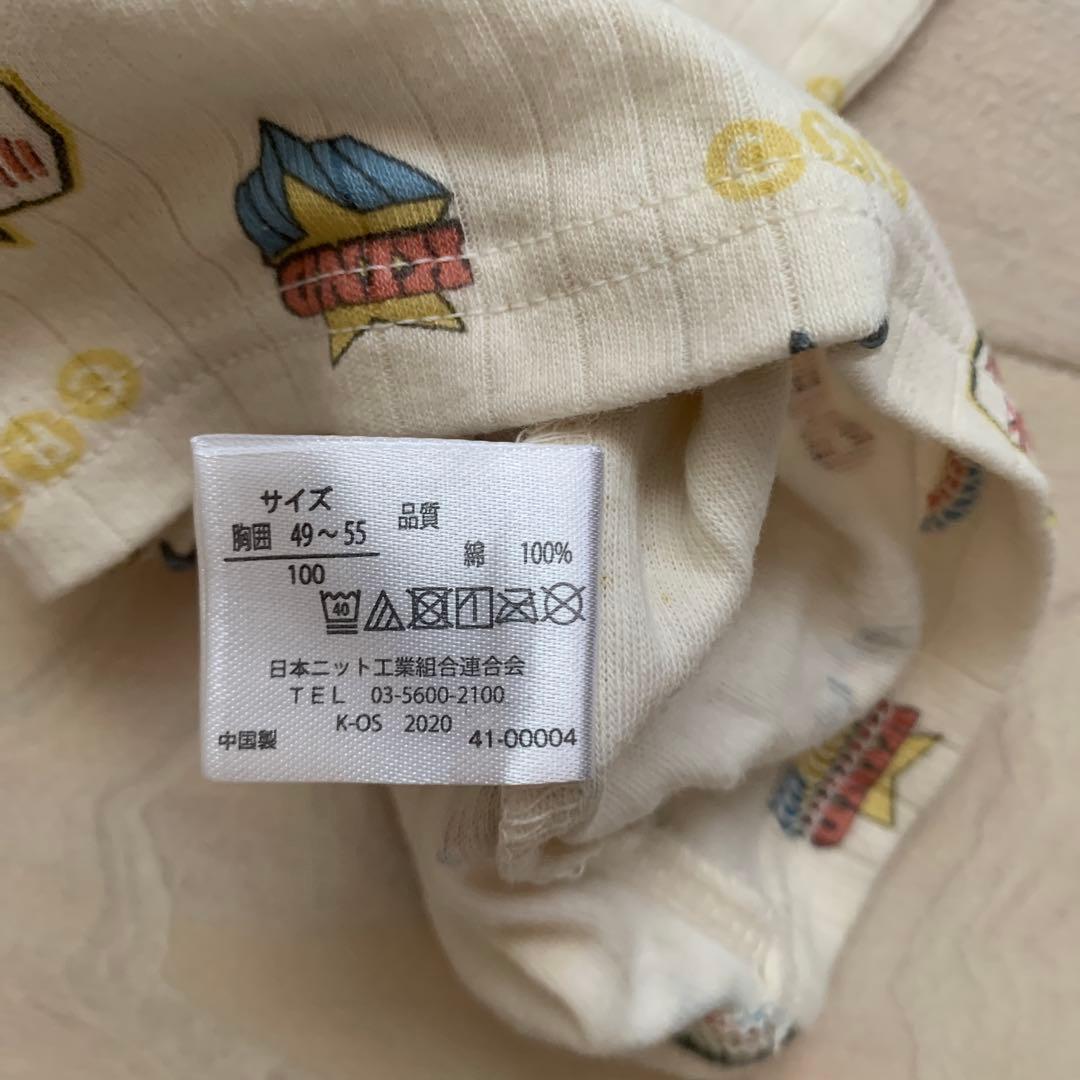 サイズ
胸囲 49～55
100
品質
綿 100%
40
日本ニット工業組合連合会
TEL 03-5600-2100
K-OS 2020
中国製 41-00004